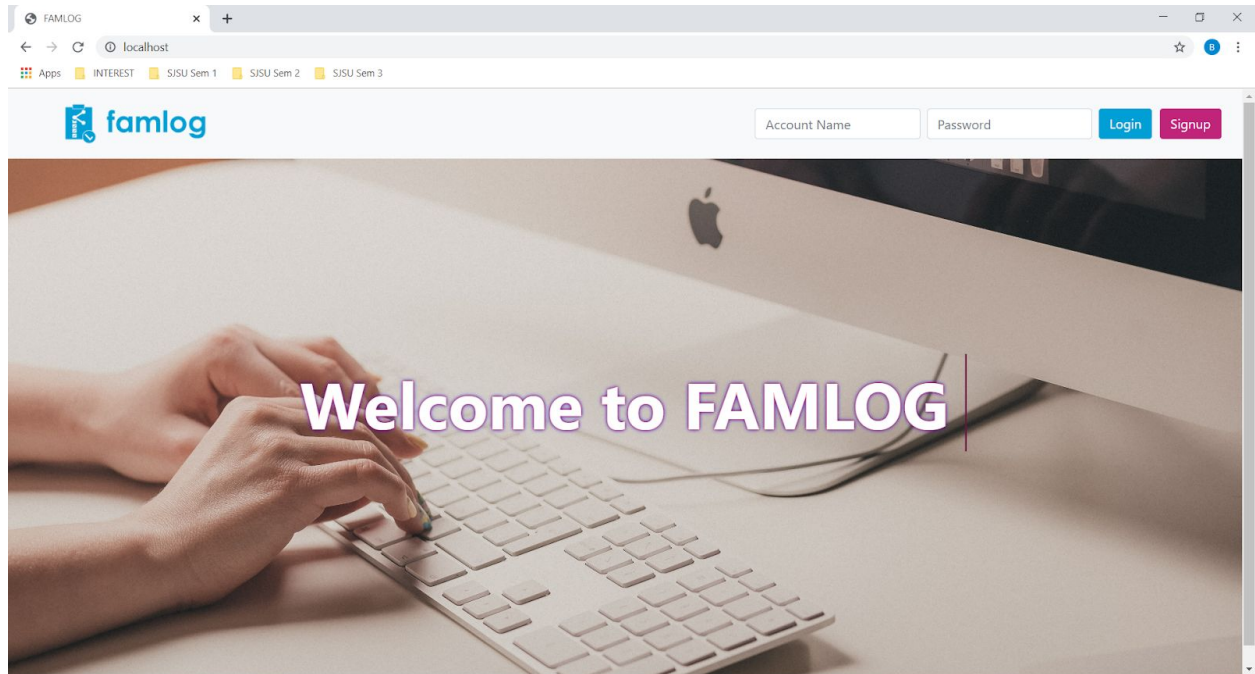 FAMLOG
localhost
B
Apps INTEREST SJSU Sem 1 SJSU Sem 2 SJSU Sem 3
famlog Account Name Password Login Signup
Welcome to FAMLOG